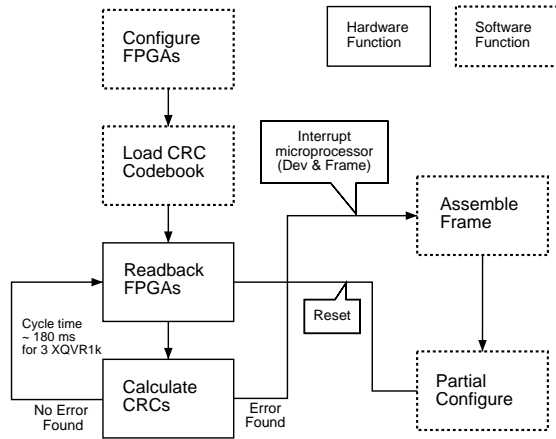 Configure
FPGAs
Hardware
Function
Software
Function
Load CRC
Codebook
Interrupt
microprocessor
(Dev & Frame)
Assemble
Frame
Readback
FPGAs
Reset
Cycle time
~ 180 ms
for 3 XQVR1k
Calculate
CRCs
Partial
Configure
No Error
Found
Error
Found